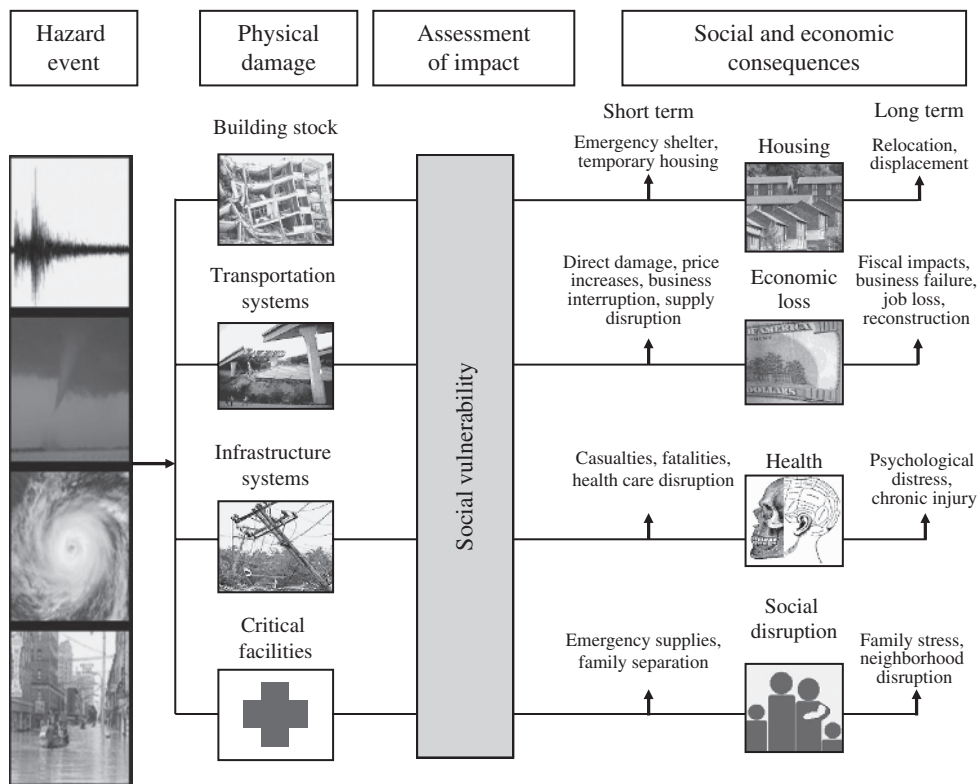 Hazard
event
Physical
damage
Assessment
of impact
Social and economic
consequences
Short term
Long term
Building stock
Emergency shelter,
temporary housing
Housing
Relocation,
displacement
Transportation
systems
Direct damage, price
increases, business
interruption, supply
disruption
Economic
loss
Fiscal impacts,
business failure,
job loss,
reconstruction
OF AMERICA
DOLLARS
Social vulnerability
Infrastructure
systems
Casualties, fatalities,
health care disruption
Health
Psychological
distress,
chronic injury
Critical
facilities
Emergency supplies,
family separation
Social
disruption
Family stress,
neighborhood
disruption